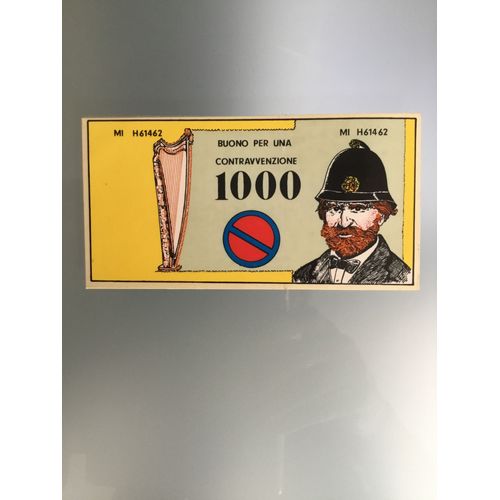 MI H61462
MI H61462
BUONO PER UNA
CONTRAVVENZIONE
1000